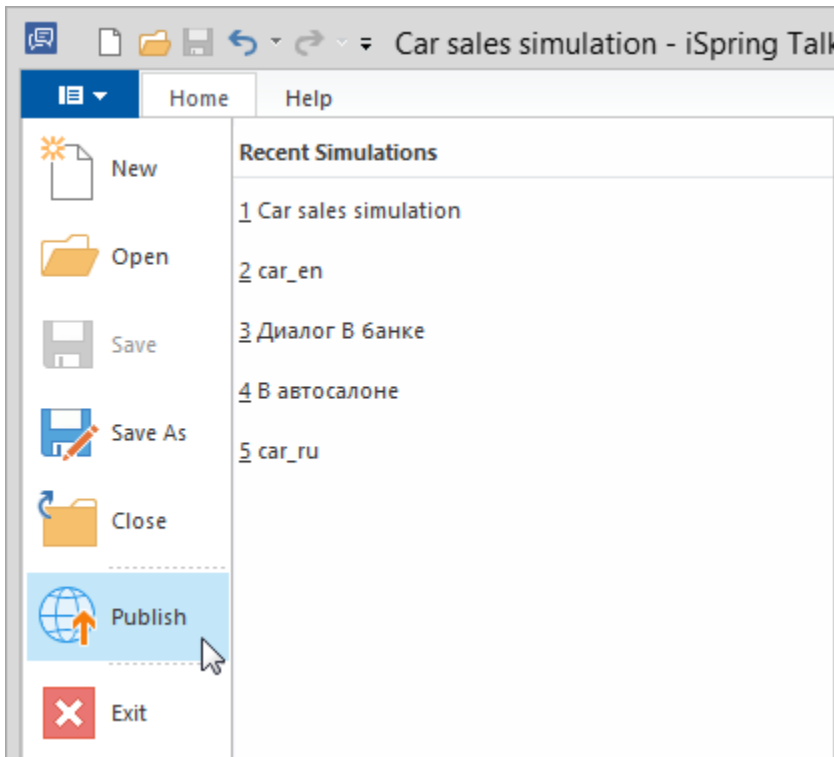 Car sales simulation - iSpring Talk
Home
Help
New
Open
Save
Save As
Close
Publish
Exit
Recent Simulations
1 Car sales simulation
2 car_en
3 Диалог В банке
4 В автосалоне
5 car_ru